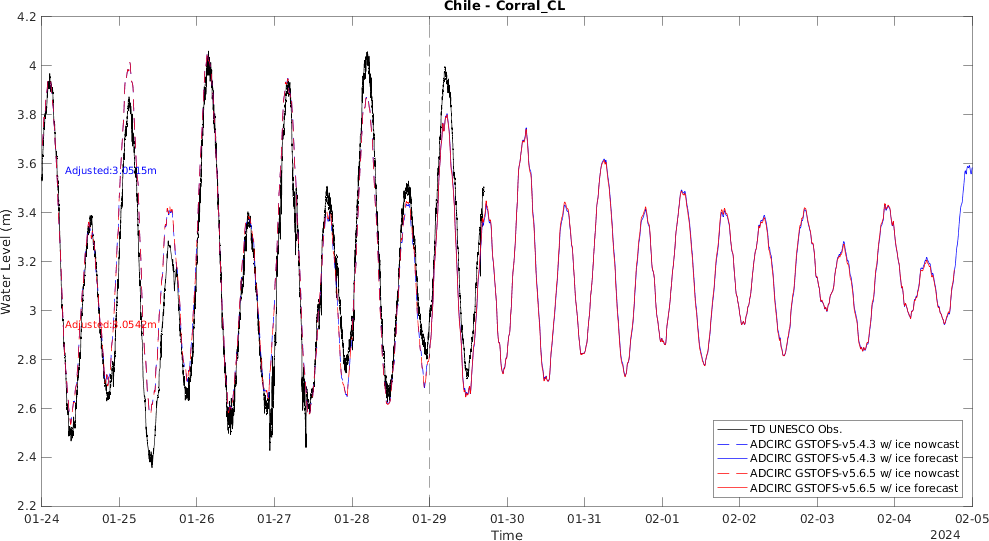 Chile - Corral_CL
4.2
4
3.8
3.6
3.4
3.2
3
2.8
2.6
2.4
2.2
Water Level (m)
Adjusted:3.0515m
Adjusted:3.0542m
TD UNESCO Obs.
ADCIRC GSTOFS-v5.4.3 w/ ice nowcast
ADCIRC GSTOFS-v5.4.3 w/ ice forecast
ADCIRC GSTOFS-v5.6.5 w/ ice nowcast
ADCIRC GSTOFS-v5.6.5 w/ ice forecast
01-24 01-25 01-26 01-27 01-28 01-29 01-30 01-31 02-01 02-02 02-03 02-04 02-05
Time
2024